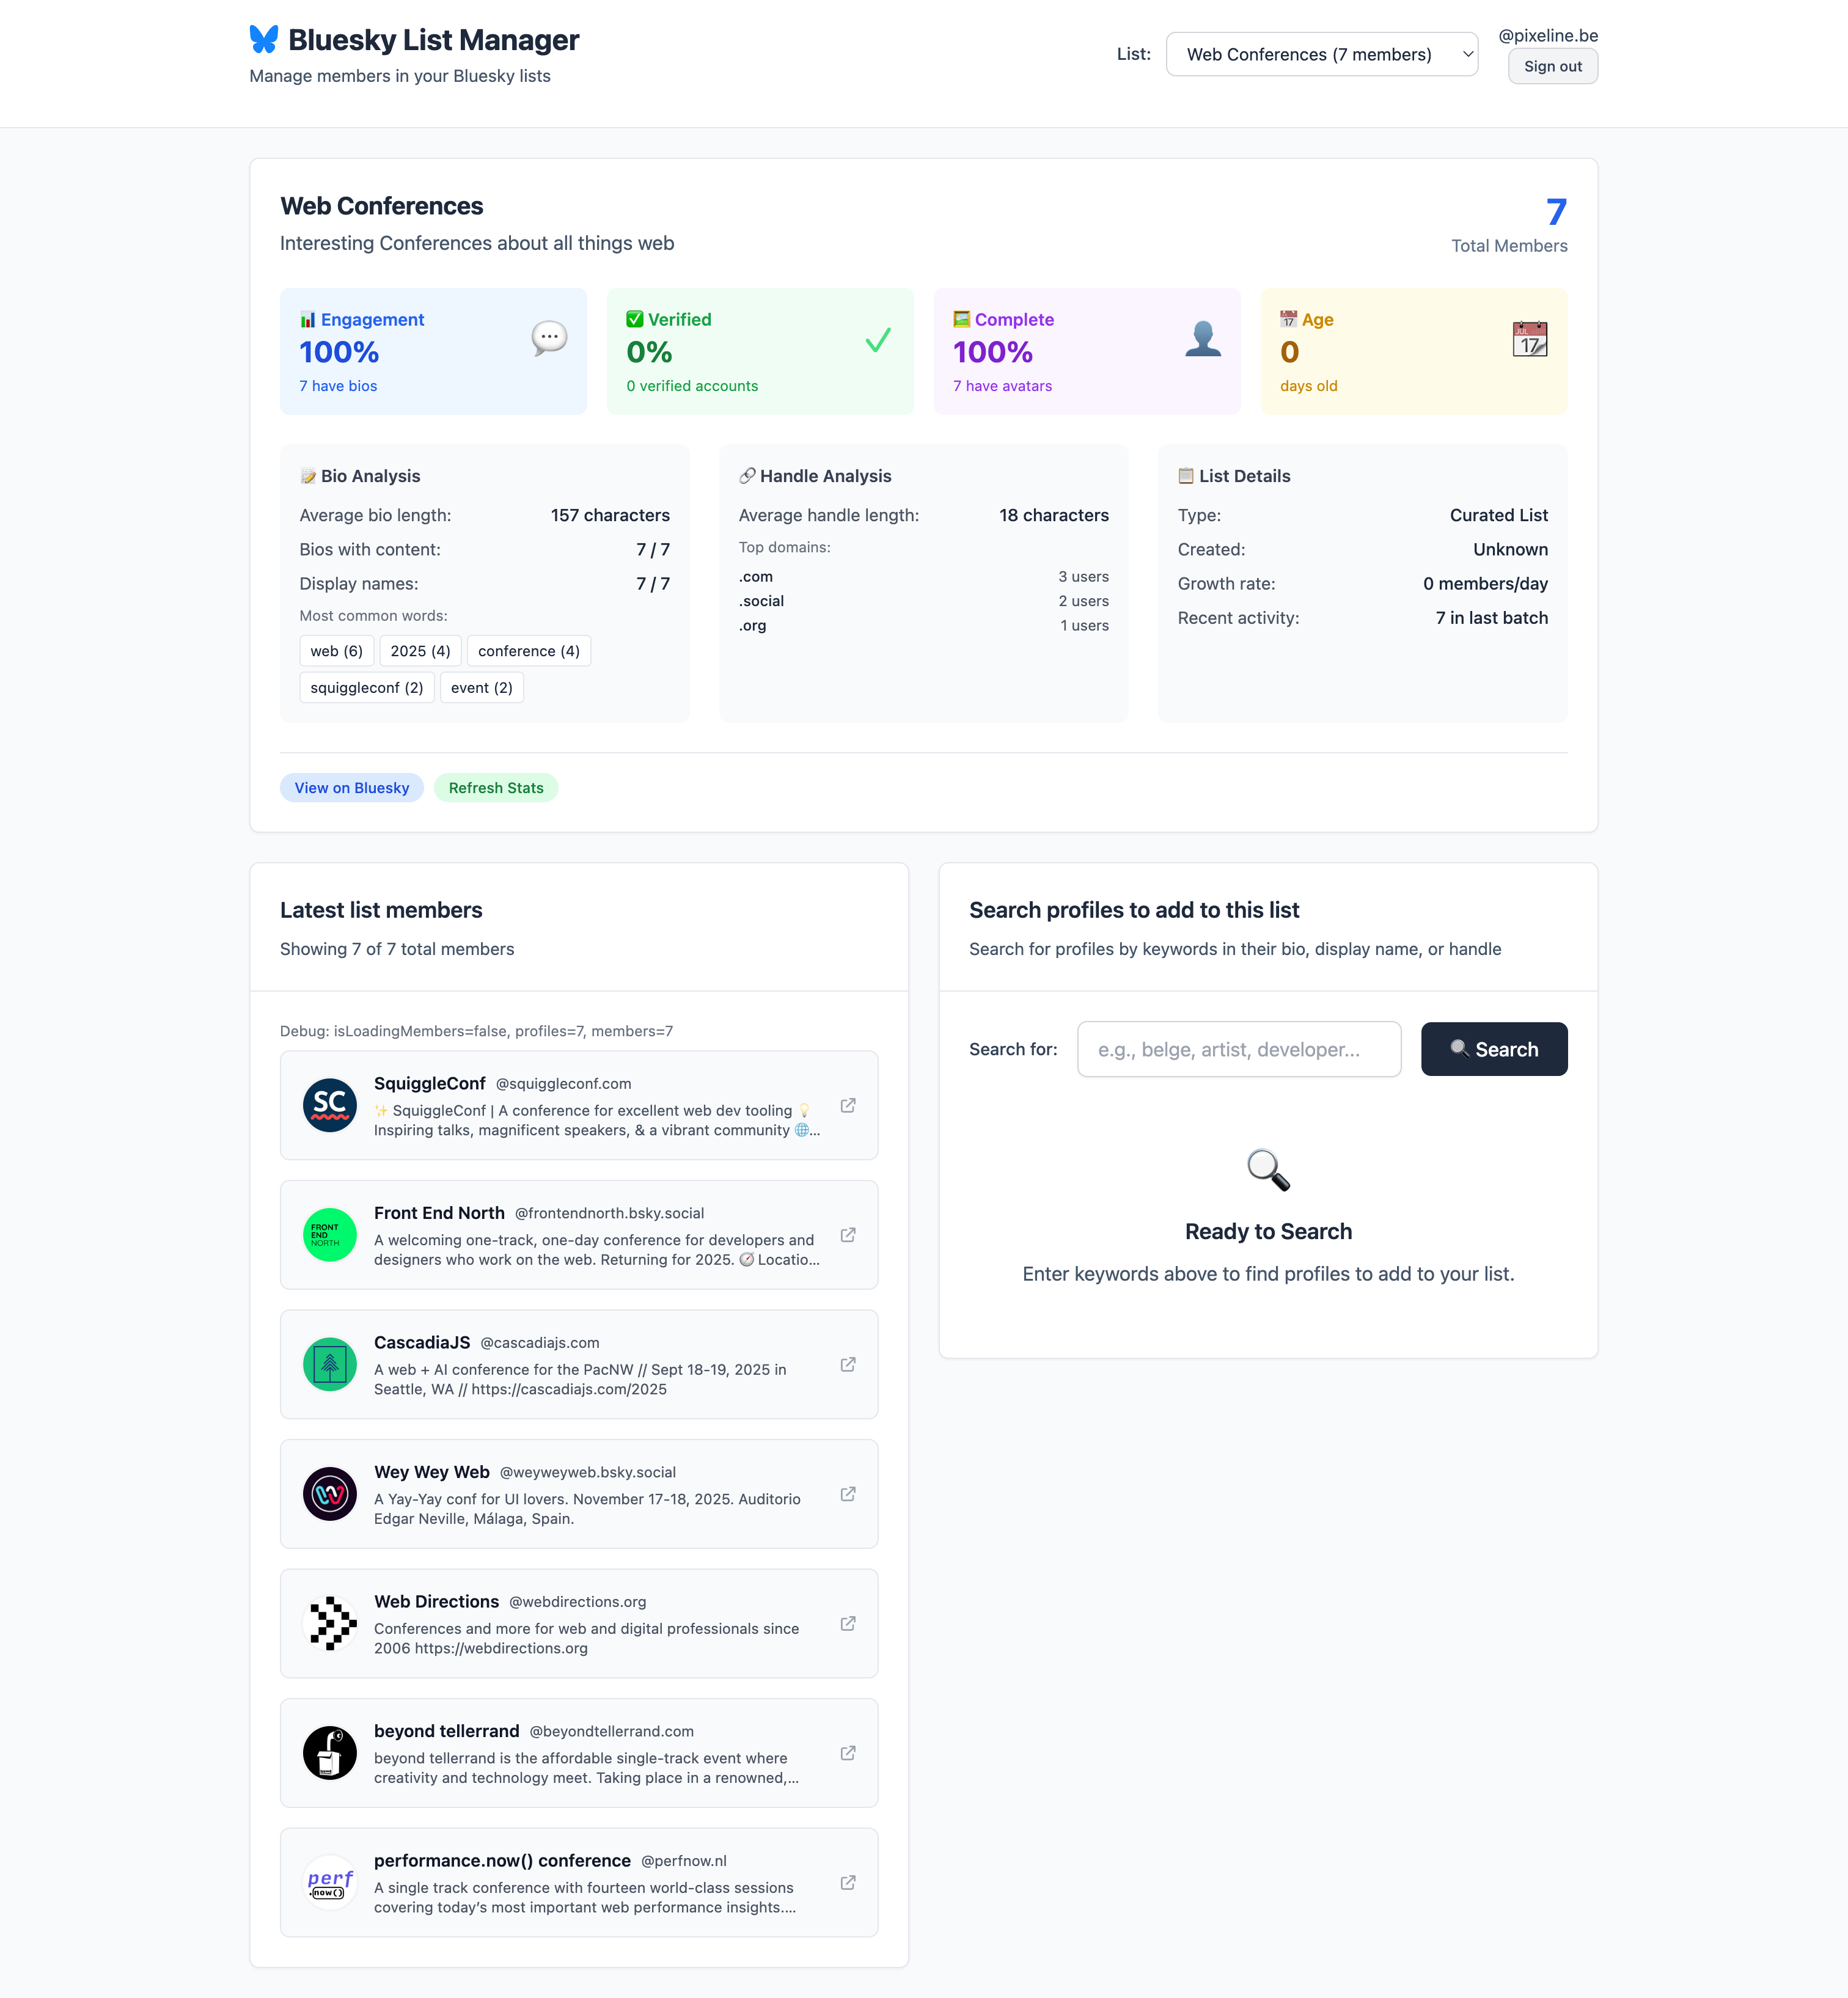 Bluesky List Manager
Manage members in your Bluesky lists
List:
Web Conferences (7 members)
@pixeline.be
Sign out
Web Conferences
Interesting Conferences about all things web
7
Total Members
📊 Engagement
100%
7 have bios
✅ Verified
0%
0 verified accounts
🖼️ Complete
100%
7 have avatars
📅 Age
0
days old
📝 Bio Analysis
Average bio length: 157 characters
Bios with content: 7 / 7
Display names: 7 / 7
Most common words:
web (6) 2025 (4) conference (4)
squiggleconf (2) event (2)
🔗 Handle Analysis
Average handle length: 18 characters
Top domains:
.com 3 users
.social 2 users
.org 1 users
📋 List Details
Type: Curated List
Created: Unknown
Growth rate: 0 members/day
Recent activity: 7 in last batch
View on Bluesky
Refresh Stats
Latest list members
Showing 7 of 7 total members
Debug: isLoadingMembers=false, profiles=7, members=7
SC
SquiggleConf @squiggleconf.com
✨ SquiggleConf | A conference for excellent web dev tooling 💡
Inspiring talks, magnificent speakers, & a vibrant community 🌐...
FRONT
END
NORTH
Front End North @frontendnorth.bsky.social
A welcoming one-track, one-day conference for developers and
designers who work on the web. Returning for 2025. 🧭 Locatio...
CascadiaJS @cascadiajs.com
A web + AI conference for the PacNW // Sept 18-19, 2025 in
Seattle, WA // https://cascadiajs.com/2025
Wey Wey Web @weyweyweb.bsky.social
A Yay-Yay conf for UI lovers. November 17-18, 2025. Auditorio
Edgar Neville, Málaga, Spain.
Web Directions @webdirections.org
Conferences and more for web and digital professionals since
2006 https://webdirections.org
beyond tellerrand @beyondtellerrand.com
beyond tellerrand is the affordable single-track event where
creativity and technology meet. Taking place in a renowned,...
perf
.now()
performance.now() conference @perfnow.nl
A single track conference with fourteen world-class sessions
covering today's most important web performance insights....
Search profiles to add to this list
Search for profiles by keywords in their bio, display name, or handle
Search for:
e.g., belge, artist, developer...
🔍 Search
Ready to Search
Enter keywords above to find profiles to add to your list.